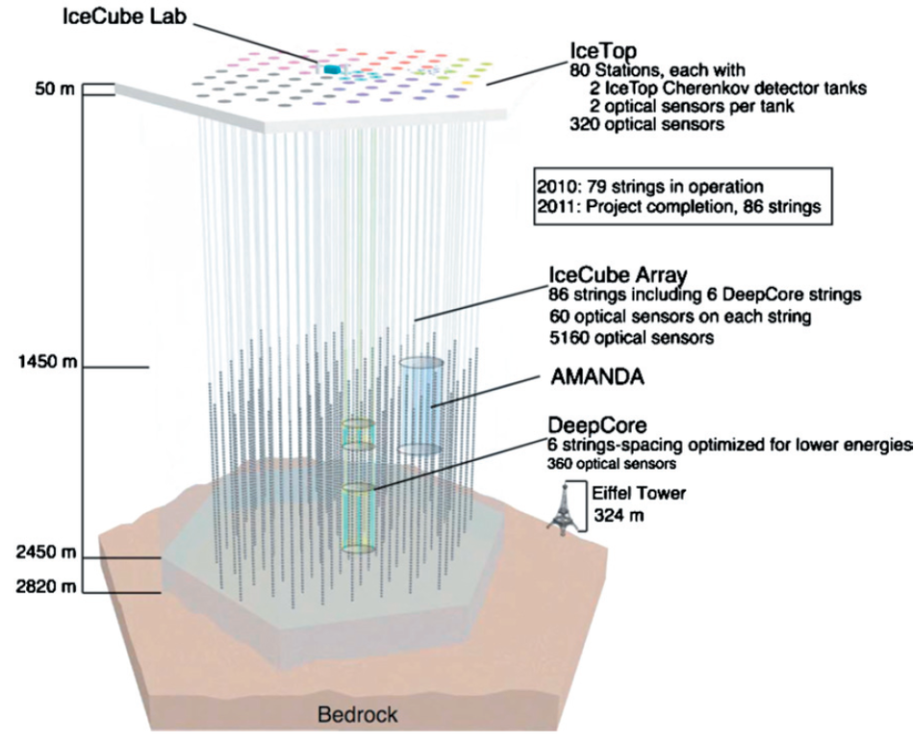 IceCube Lab
IceTop
80 Stations, each with
2 IceTop Cherenkov detector tanks
2 optical sensors per tank
320 optical sensors
50 m
2010: 79 strings in operation
2011: Project completion, 86 strings
IceCube Array
86 strings including 6 DeepCore strings
60 optical sensors on each string
5160 optical sensors
1450 m
AMANDA
DeepCore
6 strings-spacing optimized for lower energies
360 optical sensors
Eiffel Tower
324 m
2450 m
2820 m
Bedrock